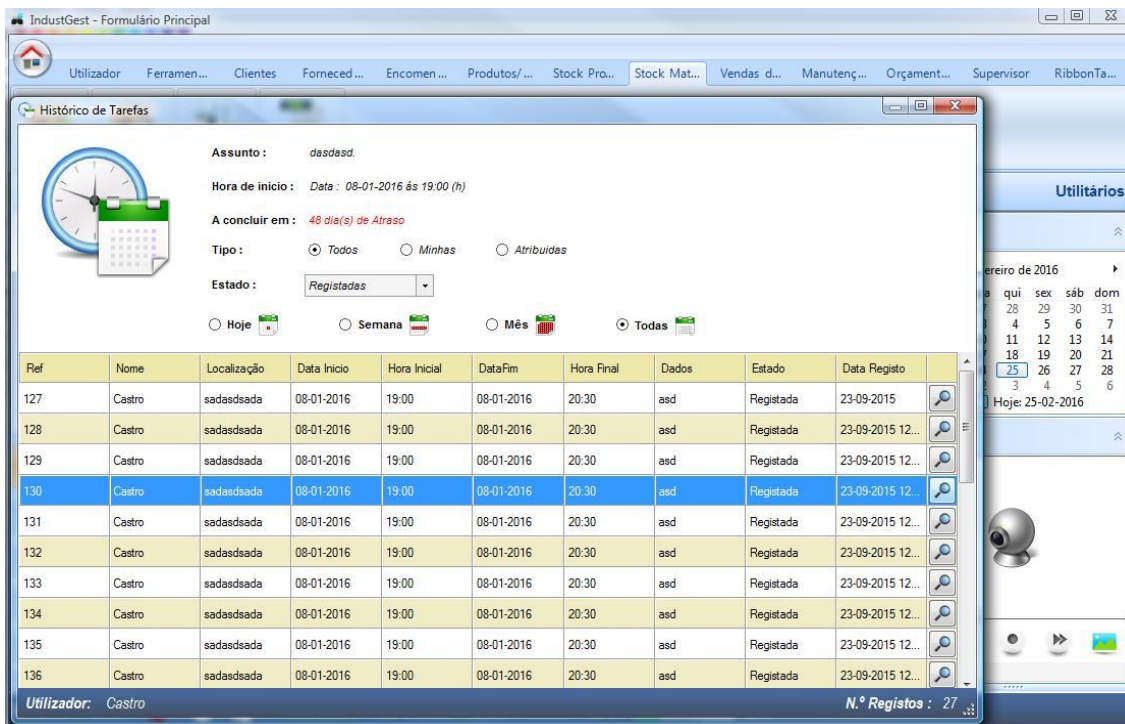 IndustGest - Formulário Principal
Utilizador Ferramen... Clientes Forneced... Encomen... Produtos/ ... Stock Pro... Stock Mat... Vendas d... Manutenç... Orçament... Supervisor RibbonTa...
Histórico de Tarefas
Assunto : dasdasd.
Hora de inicio : Data : 08-01-2016 ás 19:00 (h)
A concluir em : 48 dia(s) de Atraso
Tipo : Todos Minhas Atribuidas
Estado : Registadas
Hoje Semana Mês Todas
Ref Nome Localização Data Inicio Hora Inicial DataFim Hora Final Dados Estado Data Registo
127 Castro sadasdsada 08-01-2016 19:00 08-01-2016 20:30 asd Registada 23-09-2015
128 Castro sadasdsada 08-01-2016 19:00 08-01-2016 20:30 asd Registada 23-09-2015 12...
129 Castro sadasdsada 08-01-2016 19:00 08-01-2016 20:30 asd Registada 23-09-2015 12...
130 Castro sadasdsada 08-01-2016 19:00 08-01-2016 20:30 asd Registada 23-09-2015 12...
131 Castro sadasdsada 08-01-2016 19:00 08-01-2016 20:30 asd Registada 23-09-2015 12...
132 Castro sadasdsada 08-01-2016 19:00 08-01-2016 20:30 asd Registada 23-09-2015 12...
133 Castro sadasdsada 08-01-2016 19:00 08-01-2016 20:30 asd Registada 23-09-2015 12...
134 Castro sadasdsada 08-01-2016 19:00 08-01-2016 20:30 asd Registada 23-09-2015 12...
135 Castro sadasdsada 08-01-2016 19:00 08-01-2016 20:30 asd Registada 23-09-2015 12...
136 Castro sadasdsada 08-01-2016 19:00 08-01-2016 20:30 asd Registada 23-09-2015 12...
Utilizador: Castro N.º Registos : 27
Utilitários
ereiro de 2016
a qui sex sáb dom
28 29 30 31
4 5 6 7
11 12 13 14
18 19 20 21
25 26 27 28
3 4 5 6
Hoje: 25-02-2016